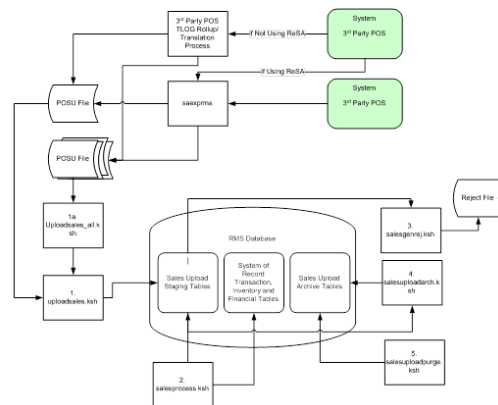 3rd Party POS
TLOG Rollup/
Translation
Process
If Not Using ReSA
System
3rd Party POS
If Using ReSA
System
3rd Party POS
POSU File
saexprms
POSU File
1a
Uploadsales_all.k
sh
RMS Database
3.
salesgenrej.ksh
Reject File
1.
uploadsales.ksh
Sales Upload
Staging Tables
System of
Record
Transaction,
Inventory and
Financial Tables
Sales Upload
Archive Tables
4.
salesuploadarch.k
sh
2.
salesprocess.ksh
5.
salesuploadpurge.
ksh